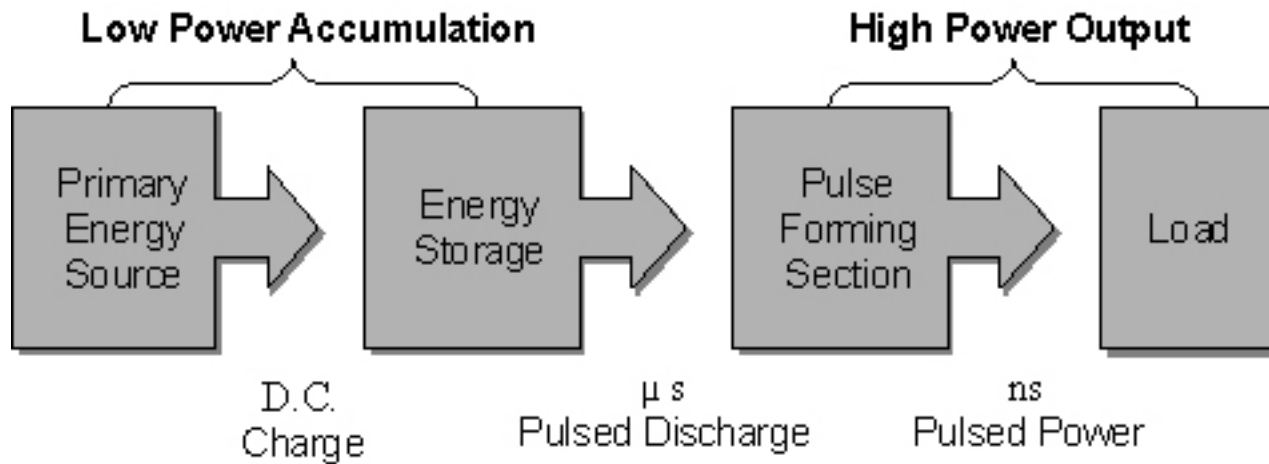 Low Power Accumulation
High Power Output
Primary
Energy
Source
Energy
Storage
Pulse
Forming
Section
Load
D.C.
Charge
µ s
Pulsed Discharge
ns
Pulsed Power